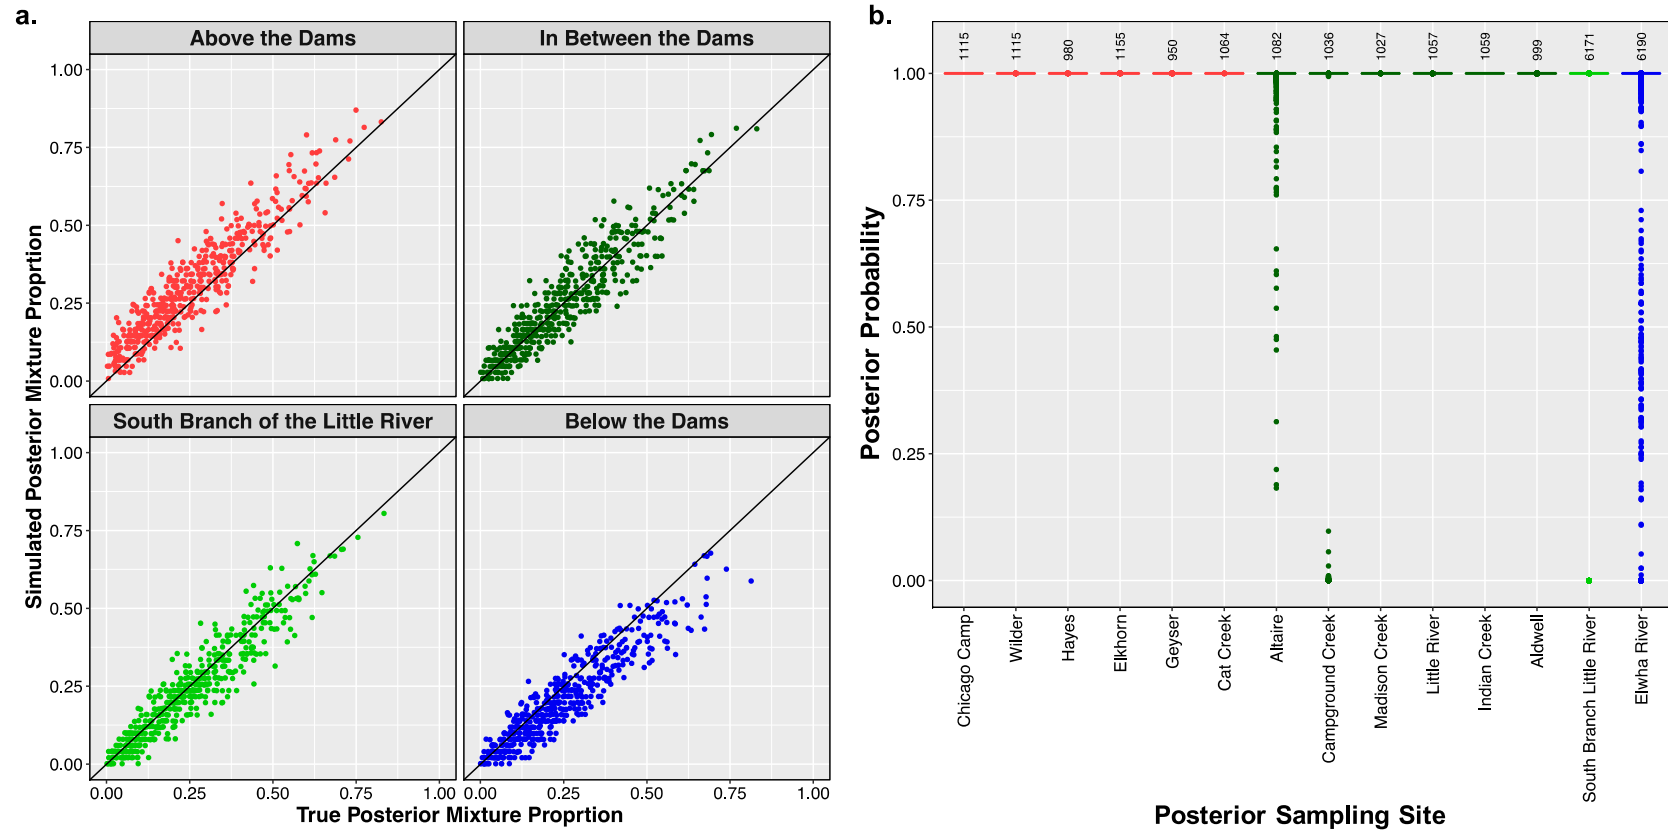 a.
Above the Dams
In Between the Dams
1.00
0.75
0.50
0.25
0.00
South Branch of the Little River
Below the Dams
1.00
0.75
0.50
0.25
0.00
0.00 0.25 0.50 0.75 1.00
0.00 0.25 0.50 0.75 1.00
Simulated Posterior Mixture Proprtion
True Posterior Mixture Proprtion
b.
1115
1115
980
1155
950
1064
1082
1036
1027
1057
1059
999
6171
6190
1.00
0.75
0.50
0.25
0.00
Posterior Probability
Chicago Camp
Wilder
Hayes
Elkhorn
Geyser
Cat Creek
Altaire
Campground Creek
Madison Creek
Little River
Indian Creek
Aldwell
South Branch Little River
Elwha River
Posterior Sampling Site